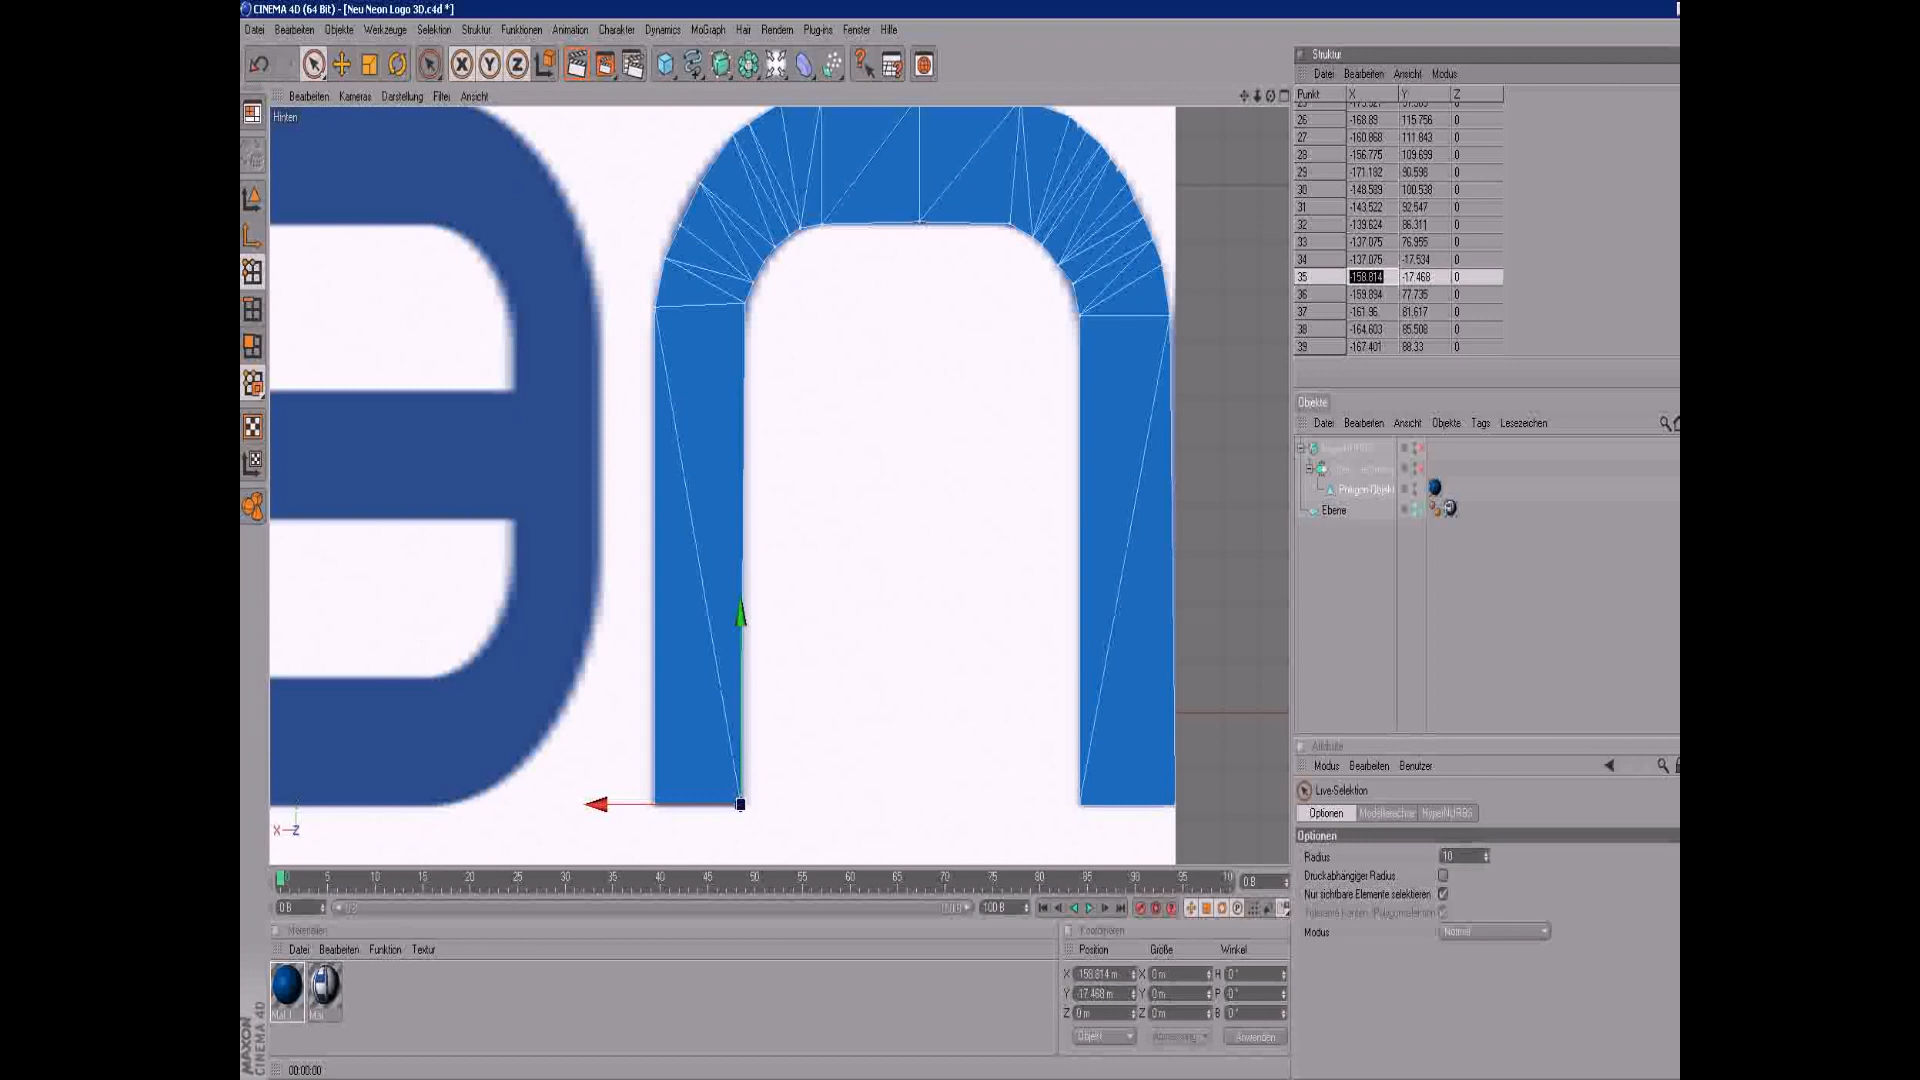 CINEMA 4D (64 Bit) - [Neu Neon Logo 3D.c4d *]
Datei Bearbeiten Objekte Werkzeuge Selektion Struktur Funktionen Animation Charakter Dynamics MoGraph Hair Rendern Plug-ins Fenster Hilfe
Bearbeiten Kameras Darstellung Filter Ansicht
Hinten
X Z
Struktur
Datei Bearbeiten Ansicht Modus
Punkt X Y Z
26 -168.89 115.756 0
27 -160.868 111.843 0
28 -156.775 109.699 0
29 -171.182 90.598 0
30 -148.589 100.538 0
31 -143.522 92.547 0
32 -139.624 86.311 0
33 -137.075 76.955 0
34 -137.075 -17.534 0
35 -158.814 -17.468 0
36 -159.894 77.735 0
37 -161.96 81.617 0
38 -164.603 85.508 0
39 -167.401 88.33 0
Objekte
Datei Bearbeiten Ansicht Objekte Tags Lesezeichen
Polygon-Objekt
Ebene
Attribute
Modus Bearbeiten Benutzer
Live-Selektion
Optionen Modellierachse HyperNURBS
Optionen
Radius 10
Druckabhängiger Radius
Nur sichtbare Elemente selektieren
Modus Normal
0 5 10 15 20 25 30 35 40 45 50 55 60 65 70 75 80 85 90 95 10 0 B
0 B 100 B
Materialien
Datei Bearbeiten Funktion Textur
Mat.1 Mat
Koordinaten
Position Größe Winkel
X 158.814 m X 0 m H 0 °
Y -17.468 m Y 0 m P 0 °
Z 0 m Z 0 m B 0 °
Objekt Abmessung Anwenden
MAXON
CINEMA 4D
00:00:00